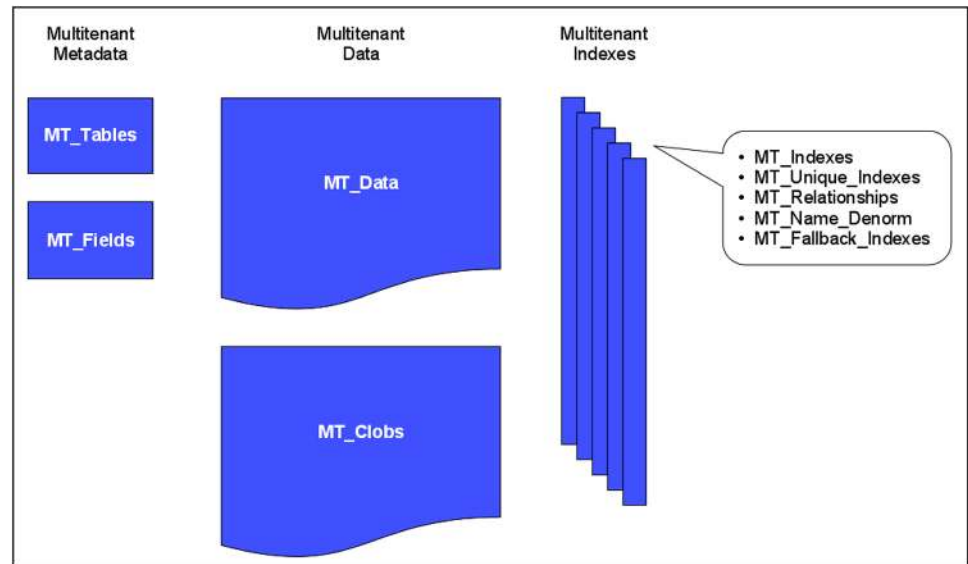 Multitenant
Metadata
Multitenant
Data
Multitenant
Indexes
MT_Tables
MT_Fields
MT_Data
MT_Clobs
• MT_Indexes
• MT_Unique_Indexes
• MT_Relationships
• MT_Name_Denorm
• MT_Fallback_Indexes